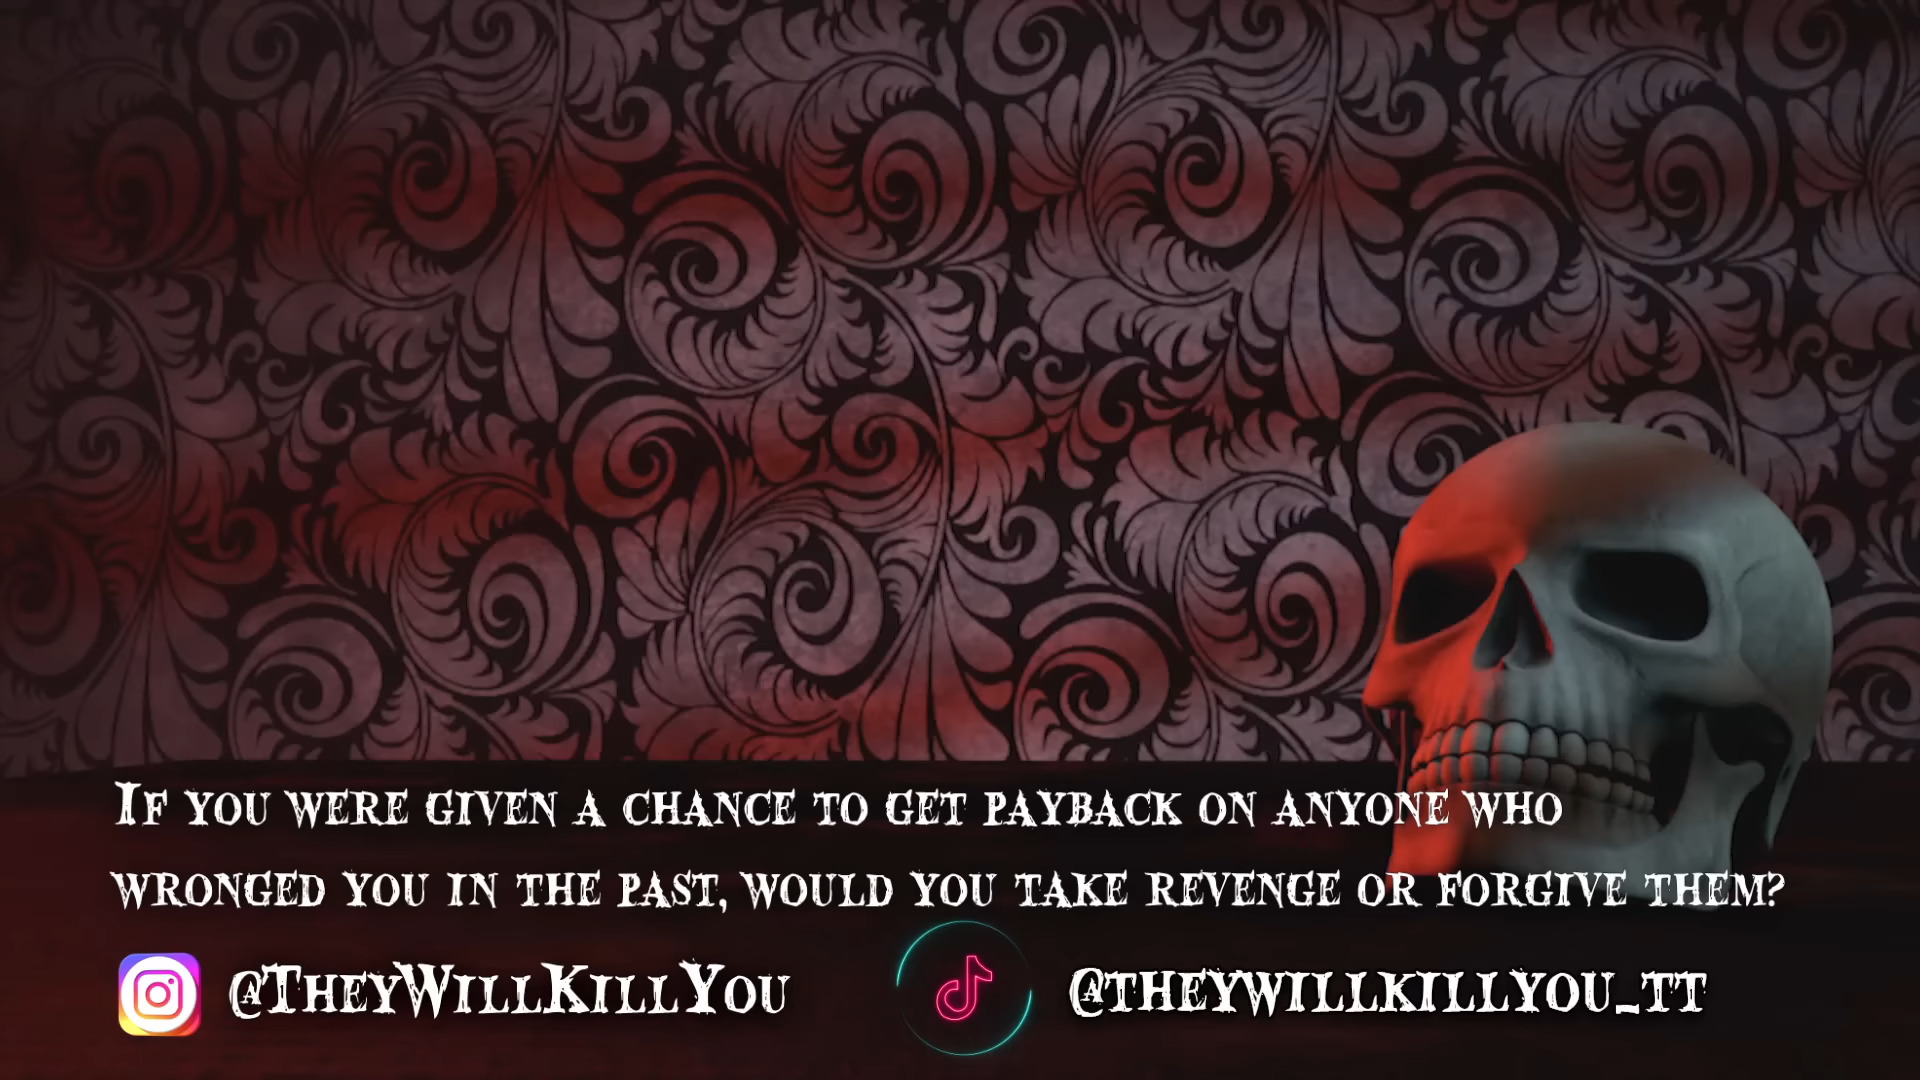 If you were given a chance to get payback on anyone who
wronged you in the past, would you take revenge or forgive them?
@TheyWillKillYou
@theywillkillyou_tt